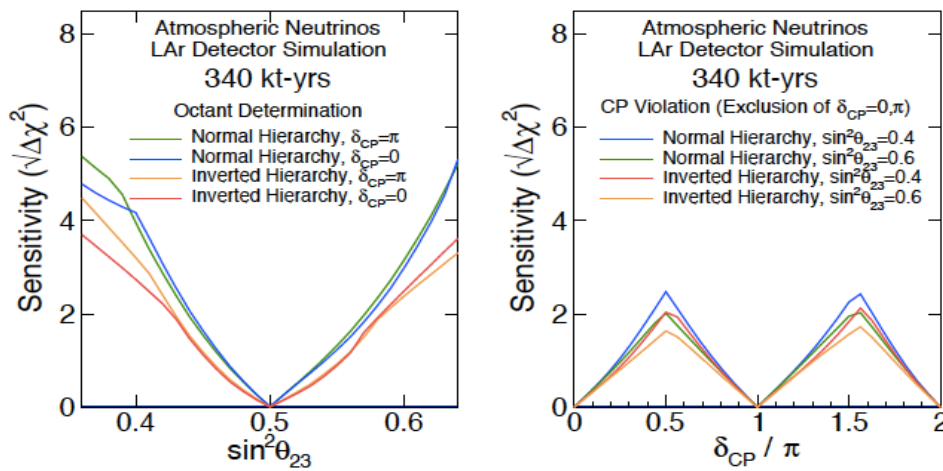 Atmospheric Neutrinos
LAr Detector Simulation
340 kt-yrs
Octant Determination
Normal Hierarchy, δCP=π
Normal Hierarchy, δCP=0
Inverted Hierarchy, δCP=π
Inverted Hierarchy, δCP=0
Sensitivity (√Δχ²)
8
6
4
2
0
0.4
0.5
0.6
sin²θ23
Atmospheric Neutrinos
LAr Detector Simulation
340 kt-yrs
CP Violation (Exclusion of δCP=0,π)
Normal Hierarchy, sin²θ23=0.4
Normal Hierarchy, sin²θ23=0.6
Inverted Hierarchy, sin²θ23=0.4
Inverted Hierarchy, sin²θ23=0.6
Sensitivity (√Δχ²)
8
6
4
2
0
0
0.5
1
1.5
2
δCP / π